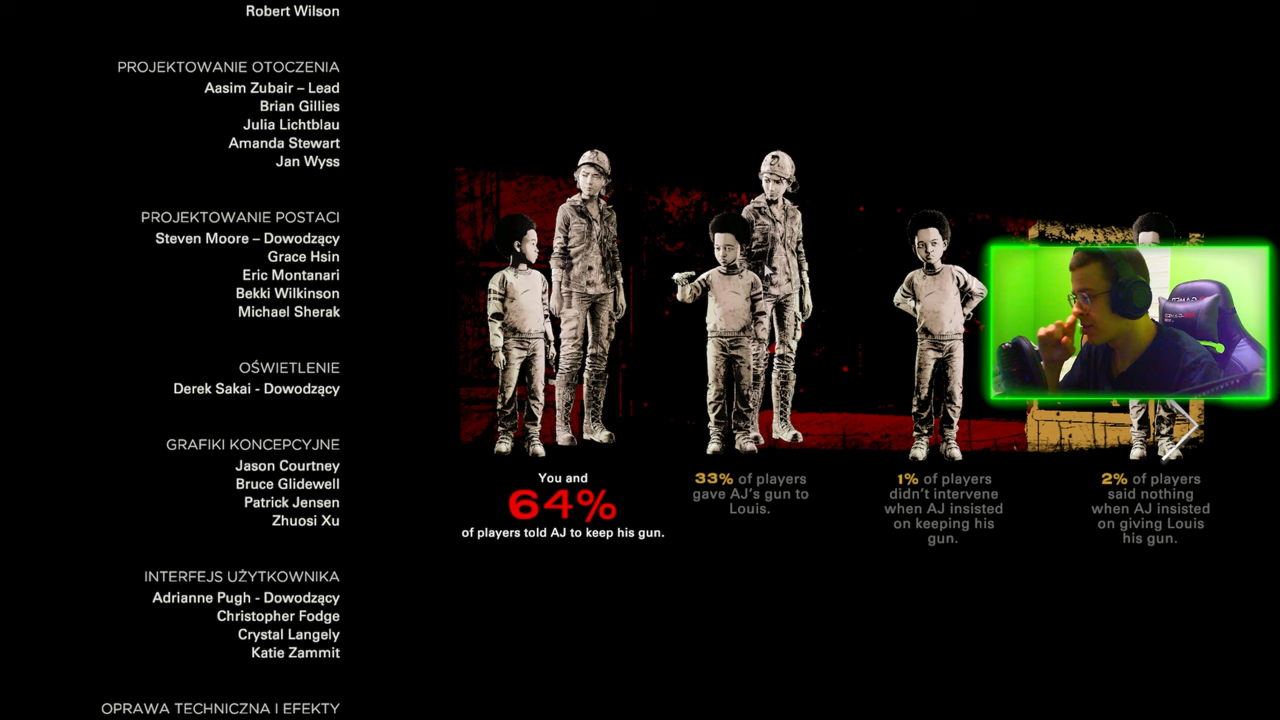 Robert Wilson
PROJEKTOWANIE OTOCZENIA
Aasim Zubair – Lead
Brian Gillies
Julia Lichtblau
Amanda Stewart
Jan Wyss
PROJEKTOWANIE POSTACI
Steven Moore – Dowodzący
Grace Hsin
Eric Montanari
Bekki Wilkinson
Michael Sherak
OŚWIETLENIE
Derek Sakai - Dowodzący
GRAFIKI KONCEPCYJNE
Jason Courtney
Bruce Glidewell
Patrick Jensen
Zhuosi Xu
INTERFEJS UŻYTKOWNIKA
Adrianne Pugh - Dowodzący
Christopher Fodge
Crystal Langely
Katie Zammit
OPRAWA TECHNICZNA I EFEKTY
You and
64%
of players told AJ to keep his gun.
33% of players
gave AJ's gun to
Louis.
1% of players
didn't intervene
when AJ insisted
on keeping his
gun.
2% of players
said nothing
when AJ insisted
on giving Louis
his gun.